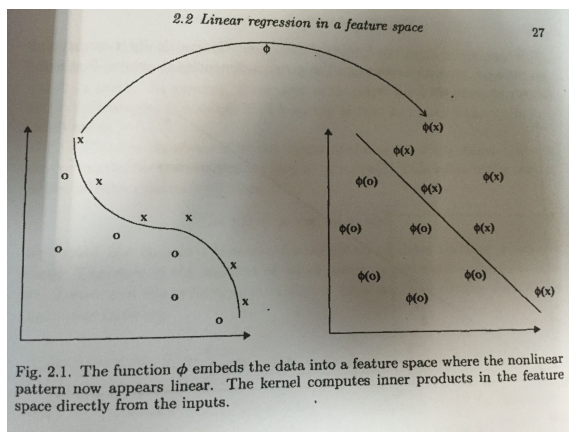 2.2 Linear regression in a feature space
27
ϕ
x
o
x
x
x
o
o
o
x
o
x
o
ϕ(x)
ϕ(x)
ϕ(o)
ϕ(x)
ϕ(x)
ϕ(o)
ϕ(o)
ϕ(x)
ϕ(o)
ϕ(o)
ϕ(o)
ϕ(x)
Fig. 2.1. The function ϕ embeds the data into a feature space where the nonlinear
pattern now appears linear. The kernel computes inner products in the feature
space directly from the inputs.